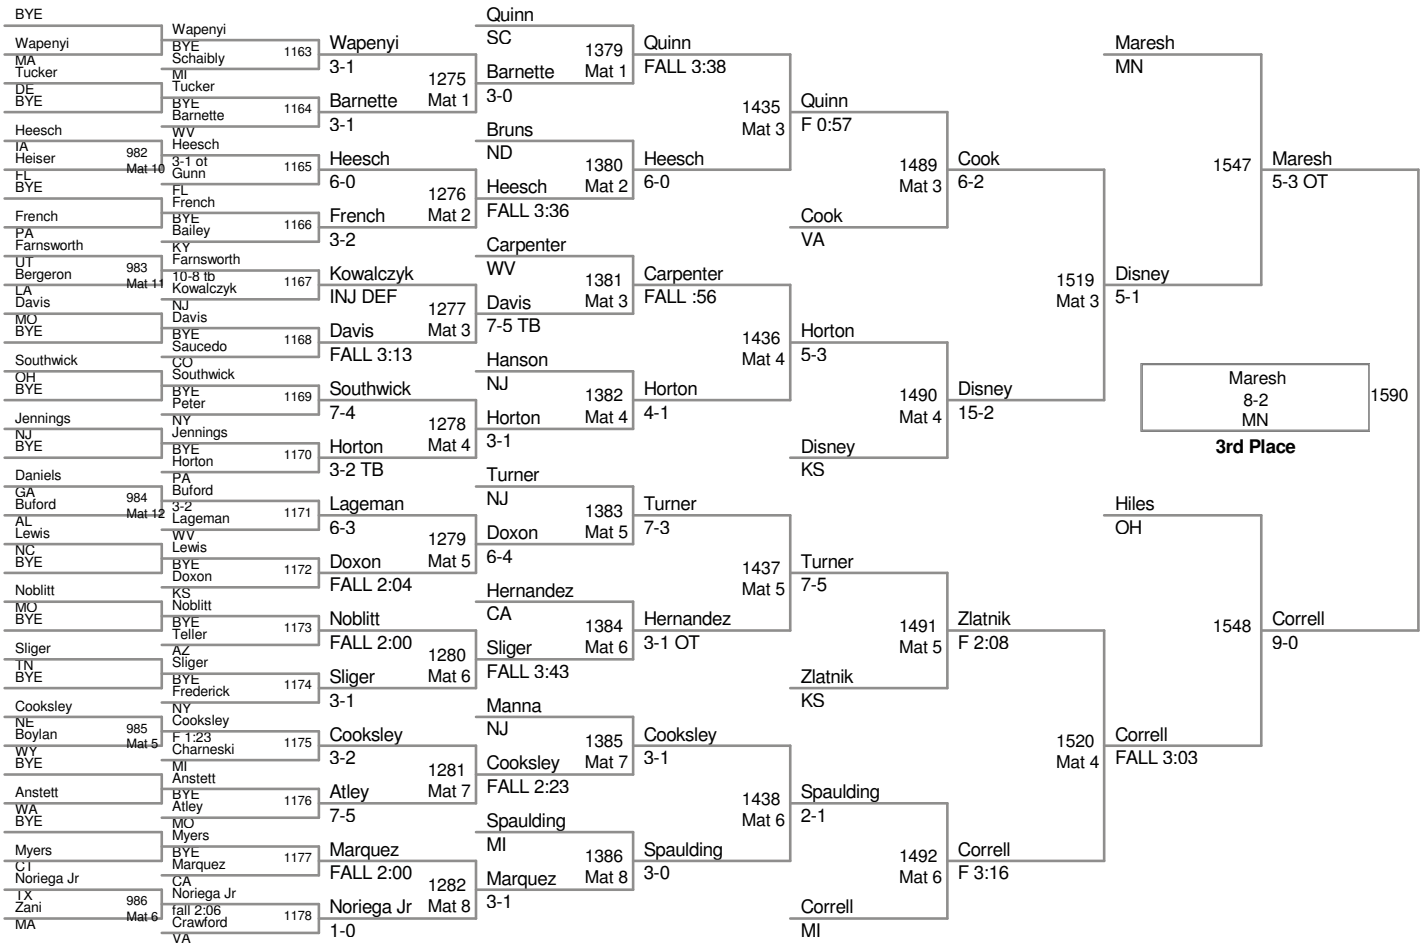 BYE
Wapenyi
MA
Tucker
DE
BYE
Heesch
IA
Heiser
FL
BYE
French
PA
Farnsworth
UT
Bergeron
LA
Davis
MO
BYE
Southwick
OH
BYE
Jennings
NJ
BYE
Daniels
GA
Buford
AL
Lewis
NC
BYE
Noblitt
MO
BYE
Sliger
TN
BYE
Cooksley
NE
Boylan
WY
BYE
Anstett
WA
BYE
Myers
CT
Noriega Jr
TX
Zani
MA
982
Mat 10
983
Mat 11
984
Mat 12
985
Mat 5
986
Mat 6
Wapenyi
BYE
Schaibly
MI
Tucker
BYE
Barnette
WV
Heesch
3-1 ot
Gunn
FL
French
BYE
Bailey
KY
Farnsworth
10-8 tb
Kowalczyk
NJ
Davis
BYE
Saucedo
CO
Southwick
BYE
Peter
NY
Jennings
BYE
Horton
PA
Buford
3-2
Lageman
WV
Lewis
BYE
Doxon
KS
Noblitt
BYE
Teller
AZ
Sliger
BYE
Frederick
NY
Cooksley
F 1:23
Charneski
MI
Anstett
BYE
Atley
MO
Myers
BYE
Marquez
CA
Noriega Jr
fall 2:06
Crawford
VA
1163
1164
1165
1166
1167
1168
1169
1170
1171
1172
1173
1174
1175
1176
1177
1178
Wapenyi
3-1
Barnette
3-1
Heesch
6-0
French
3-2
Kowalczyk
INJ DEF
Davis
FALL 3:13
Southwick
7-4
Horton
3-2 TB
Lageman
6-3
Doxon
FALL 2:04
Noblitt
FALL 2:00
Sliger
3-1
Cooksley
3-2
Atley
7-5
Marquez
FALL 2:00
Noriega Jr
1-0
1275
Mat 1
1276
Mat 2
1277
Mat 3
1278
Mat 4
1279
Mat 5
1280
Mat 6
1281
Mat 7
1282
Mat 8
Quinn
SC
Barnette
3-0
Bruns
ND
Heesch
FALL 3:36
Carpenter
WV
Davis
7-5 TB
Hanson
NJ
Horton
3-1
Turner
NJ
Doxon
6-4
Hernandez
CA
Sliger
FALL 3:43
Manna
NJ
Cooksley
FALL 2:23
Spaulding
MI
Marquez
3-1
1379
Mat 1
1380
Mat 2
1381
Mat 3
1382
Mat 4
1383
Mat 5
1384
Mat 6
1385
Mat 7
1386
Mat 8
Quinn
FALL 3:38
Heesch
6-0
Carpenter
FALL :56
Horton
4-1
Turner
7-3
Hernandez
3-1 OT
Cooksley
3-1
Spaulding
3-0
1435
Mat 3
1436
Mat 4
1437
Mat 5
1438
Mat 6
Quinn
F 0:57
Cook
VA
Horton
5-3
Disney
KS
Turner
7-5
Zlatnik
KS
Spaulding
2-1
Correll
MI
1489
Mat 3
1490
Mat 4
1491
Mat 5
1492
Mat 6
Cook
6-2
Disney
15-2
Zlatnik
F 2:08
Correll
F 3:16
1519
Mat 3
1520
Mat 4
Maresh
MN
Disney
5-1
Hiles
OH
Correll
FALL 3:03
1547
1548
Maresh
5-3 OT
Correll
9-0
Maresh
8-2
MN
1590
3rd Place